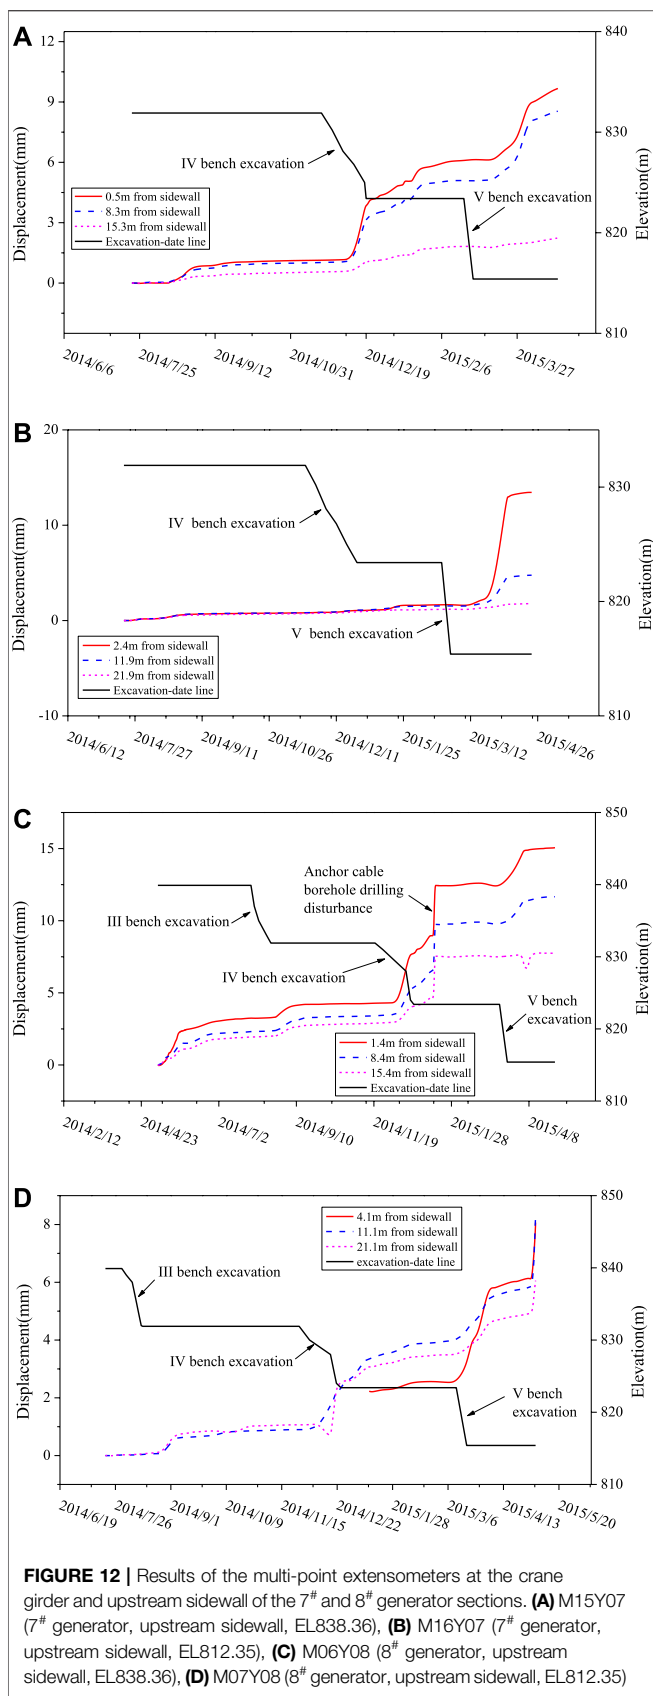 A
12
9
6
3
0
Displacement(mm)
840
830
820
810
Elevation(m)
IV bench excavation
V bench excavation
0.5m from sidewall
8.3m from sidewall
15.3m from sidewall
Excavation-date line
2014/6/6
2014/7/25
2014/9/12
2014/10/31
2014/12/19
2015/2/6
2015/3/27
B
20
10
0
-10
Displacement(mm)
830
820
810
Elevation(m)
IV bench excavation
V bench excavation
2.4m from sidewall
11.9m from sidewall
21.9m from sidewall
Excavation-date line
2014/6/12
2014/7/27
2014/9/11
2014/10/26
2014/12/11
2015/1/25
2015/3/12
2015/4/26
C
15
10
5
0
Displacement(mm)
850
840
830
820
810
Elevation(m)
Anchor cable
borehole drilling
disturbance
III bench excavation
IV bench excavation
V bench
excavation
1.4m from sidewall
8.4m from sidewall
15.4m from sidewall
Excavation-date line
2014/2/12
2014/4/23
2014/7/2
2014/9/10
2014/11/19
2015/1/28
2015/4/8
D
8
6
4
2
0
Displacement(mm)
850
840
830
820
810
Elevation(m)
4.1m from sidewall
11.1m from sidewall
21.1m from sidewall
excavation-date line
III bench excavation
IV bench excavation
V bench
excavation
2014/6/19
2014/7/26
2014/9/1
2014/10/9
2014/11/15
2014/12/22
2015/1/28
2015/3/6
2015/4/13
2015/5/20
FIGURE 12 | Results of the multi-point extensometers at the crane
girder and upstream sidewall of the 7# and 8# generator sections. (A) M15Y07
(7# generator, upstream sidewall, EL838.36), (B) M16Y07 (7# generator,
upstream sidewall, EL812.35), (C) M06Y08 (8# generator, upstream
sidewall, EL838.36), (D) M07Y08 (8# generator, upstream sidewall, EL812.35)